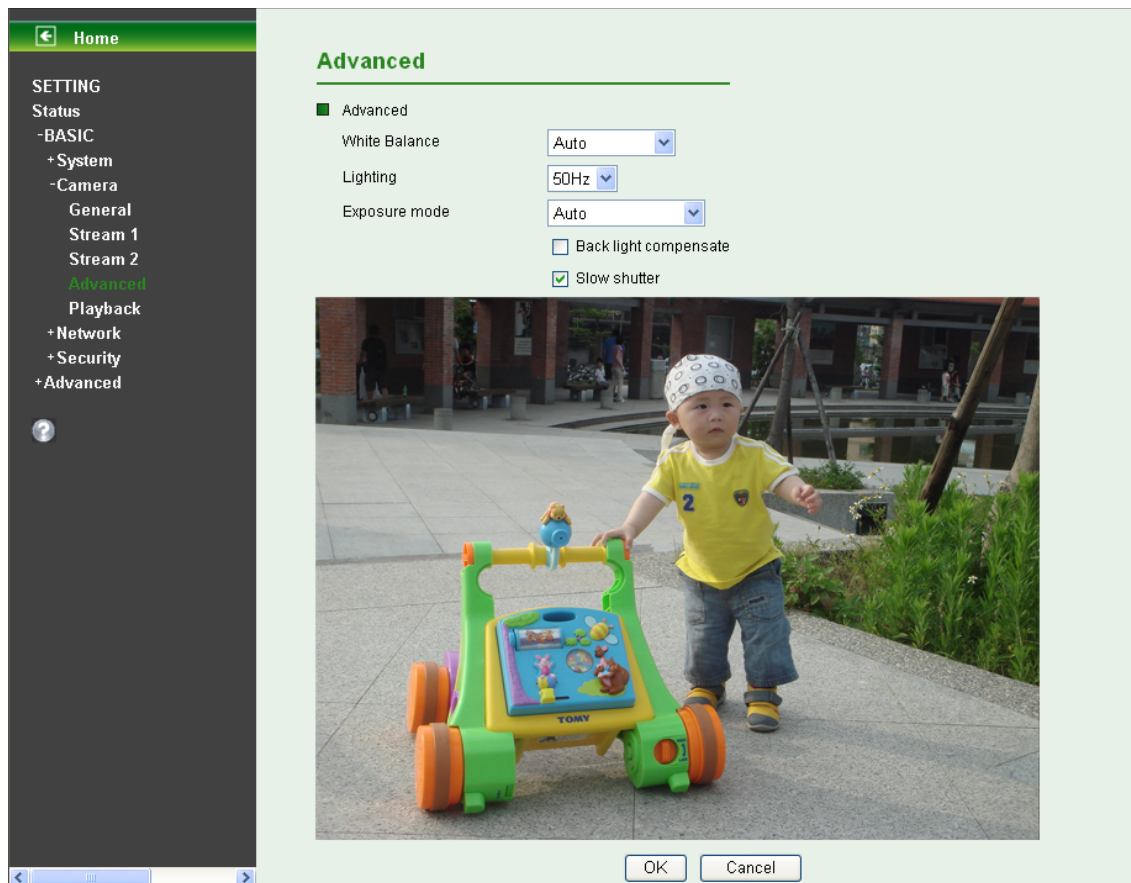 Home
SETTING
Status
-BASIC
+System
-Camera
General
Stream 1
Stream 2
Advanced
Playback
+Network
+Security
+Advanced
?
Advanced
Advanced
White Balance Auto
Lighting 50Hz
Exposure mode Auto
Back light compensate
Slow shutter
2
TOMY
OK Cancel